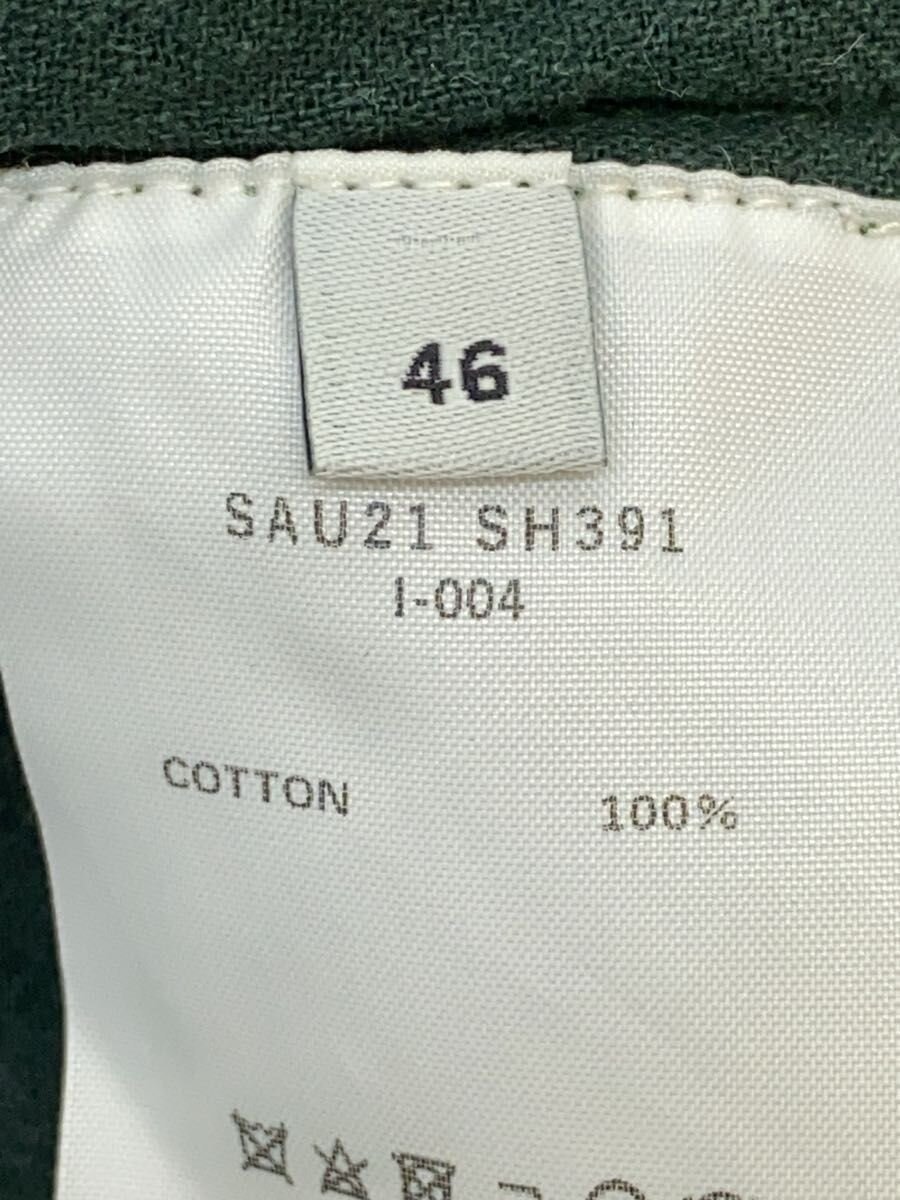 46
SAU21 SH391
I-004
COTTON 100%